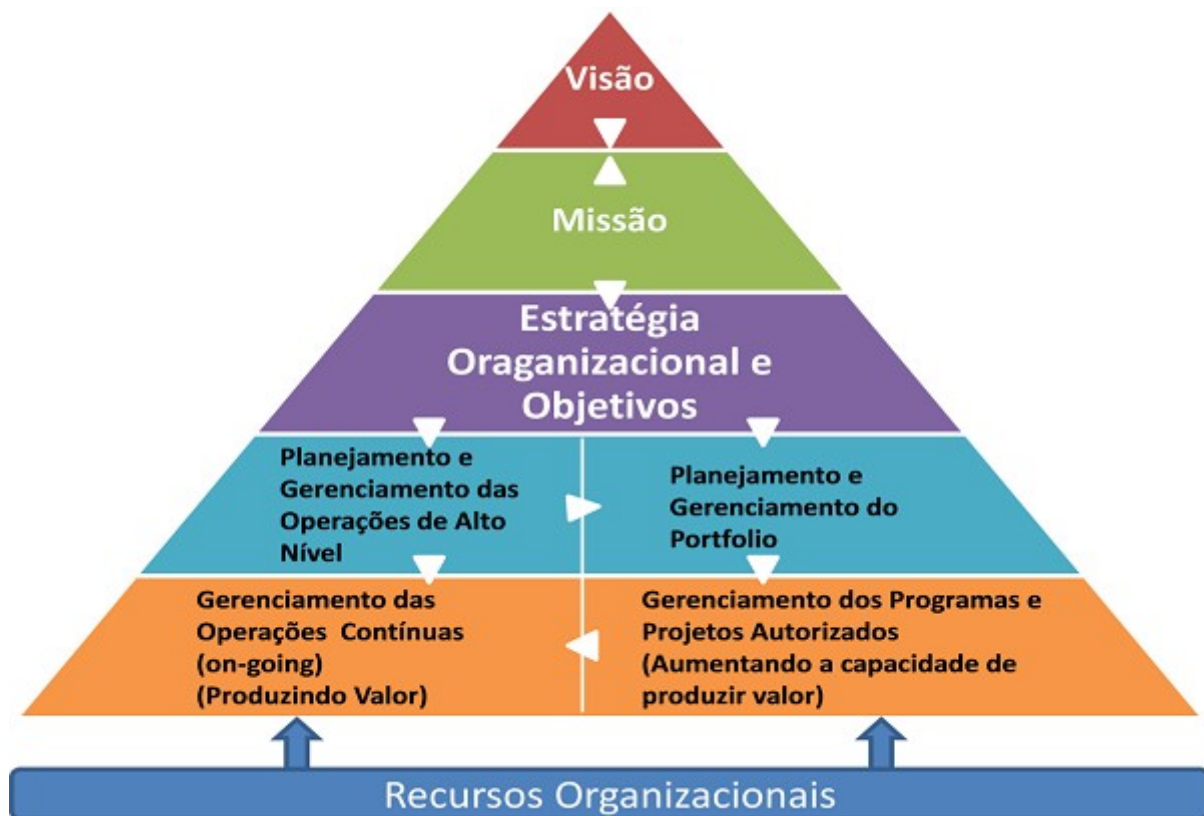 Visão
Missão
Estratégia
Oraganizacional e
Objetivos
Planejamento e
Gerenciamento das
Operações de Alto
Nível
Planejamento e
Gerenciamento do
Portfolio
Gerenciamento das
Operações Contínuas
(on-going)
(Produzindo Valor)
Gerenciamento dos Programas e
Projetos Autorizados
(Aumentando a capacidade de
produzir valor)
Recursos Organizacionais